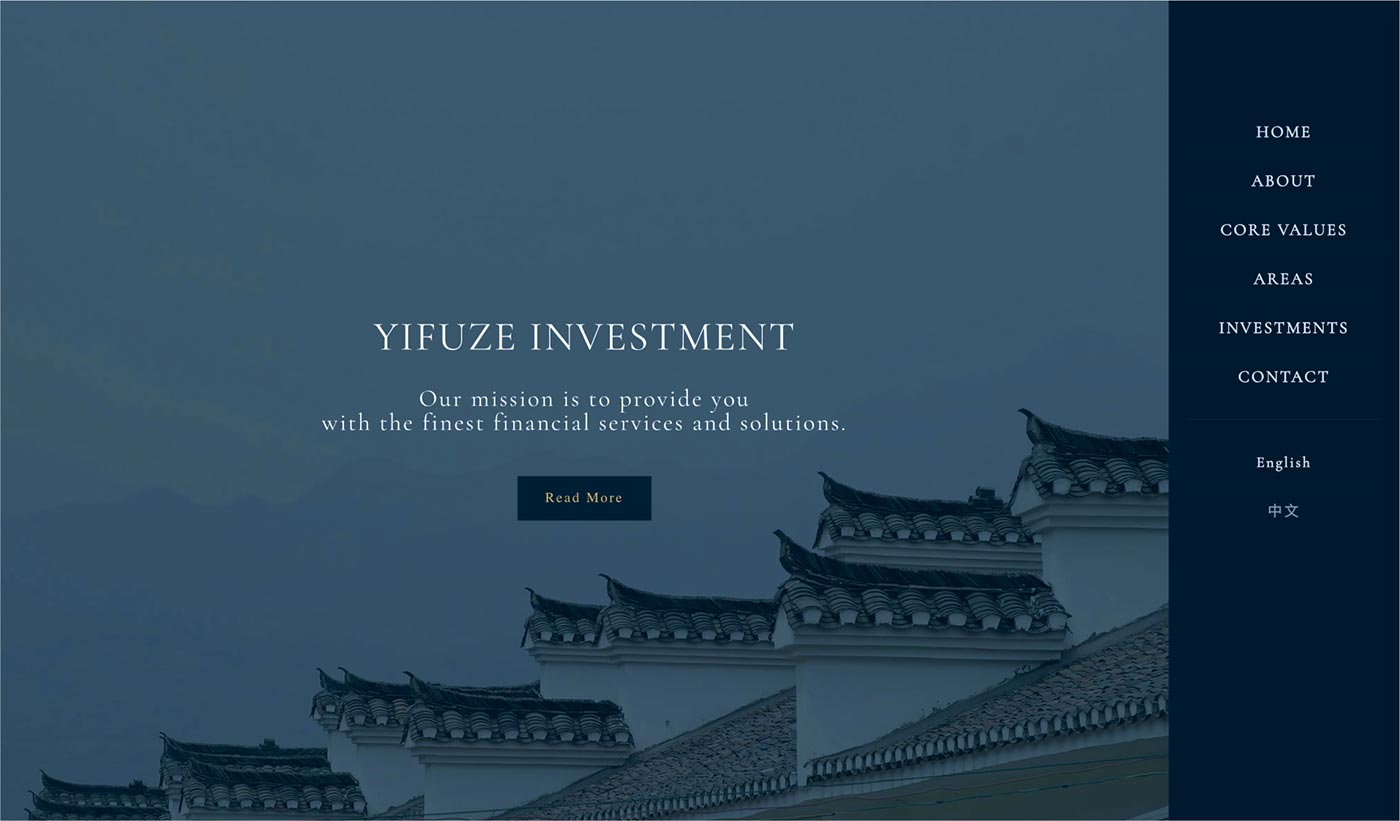 YIFUZE INVESTMENT
Our mission is to provide you
with the finest financial services and solutions.
Read More
HOME
ABOUT
CORE VALUES
AREAS
INVESTMENTS
CONTACT
English
中文